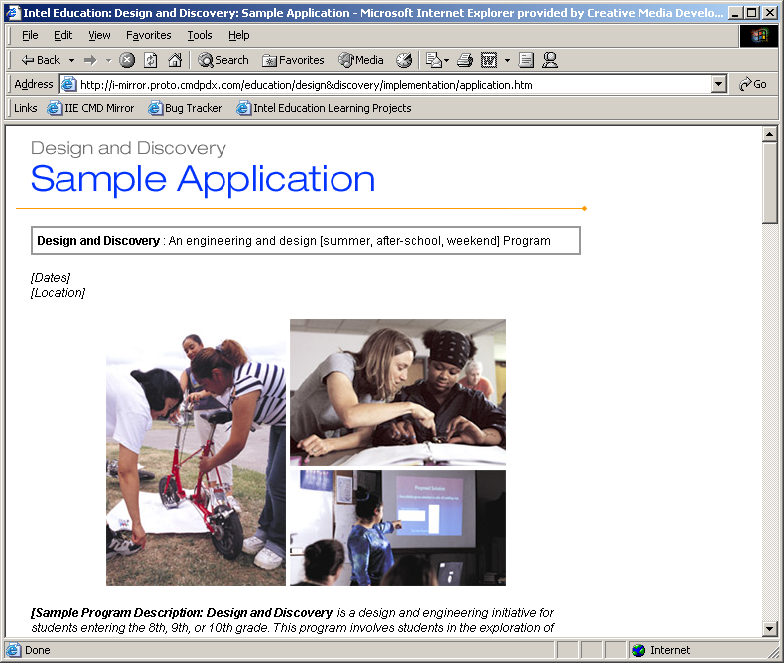 Intel Education: Design and Discovery: Sample Application - Microsoft Internet Explorer provided by Creative Media Develo...
File Edit View Favorites Tools Help
Back Search Favorites Media
Address http://i-mirror.proto.cmdpdx.com/education/design&discovery/implementation/application.htm Go
Links IIE CMD Mirror Bug Tracker Intel Education Learning Projects
Design and Discovery
Sample Application
Design and Discovery : An engineering and design [summer, after-school, weekend] Program
[Dates]
[Location]
[Sample Program Description: Design and Discovery is a design and engineering initiative for
students entering the 8th, 9th, or 10th grade. This program involves students in the exploration of
Done Internet